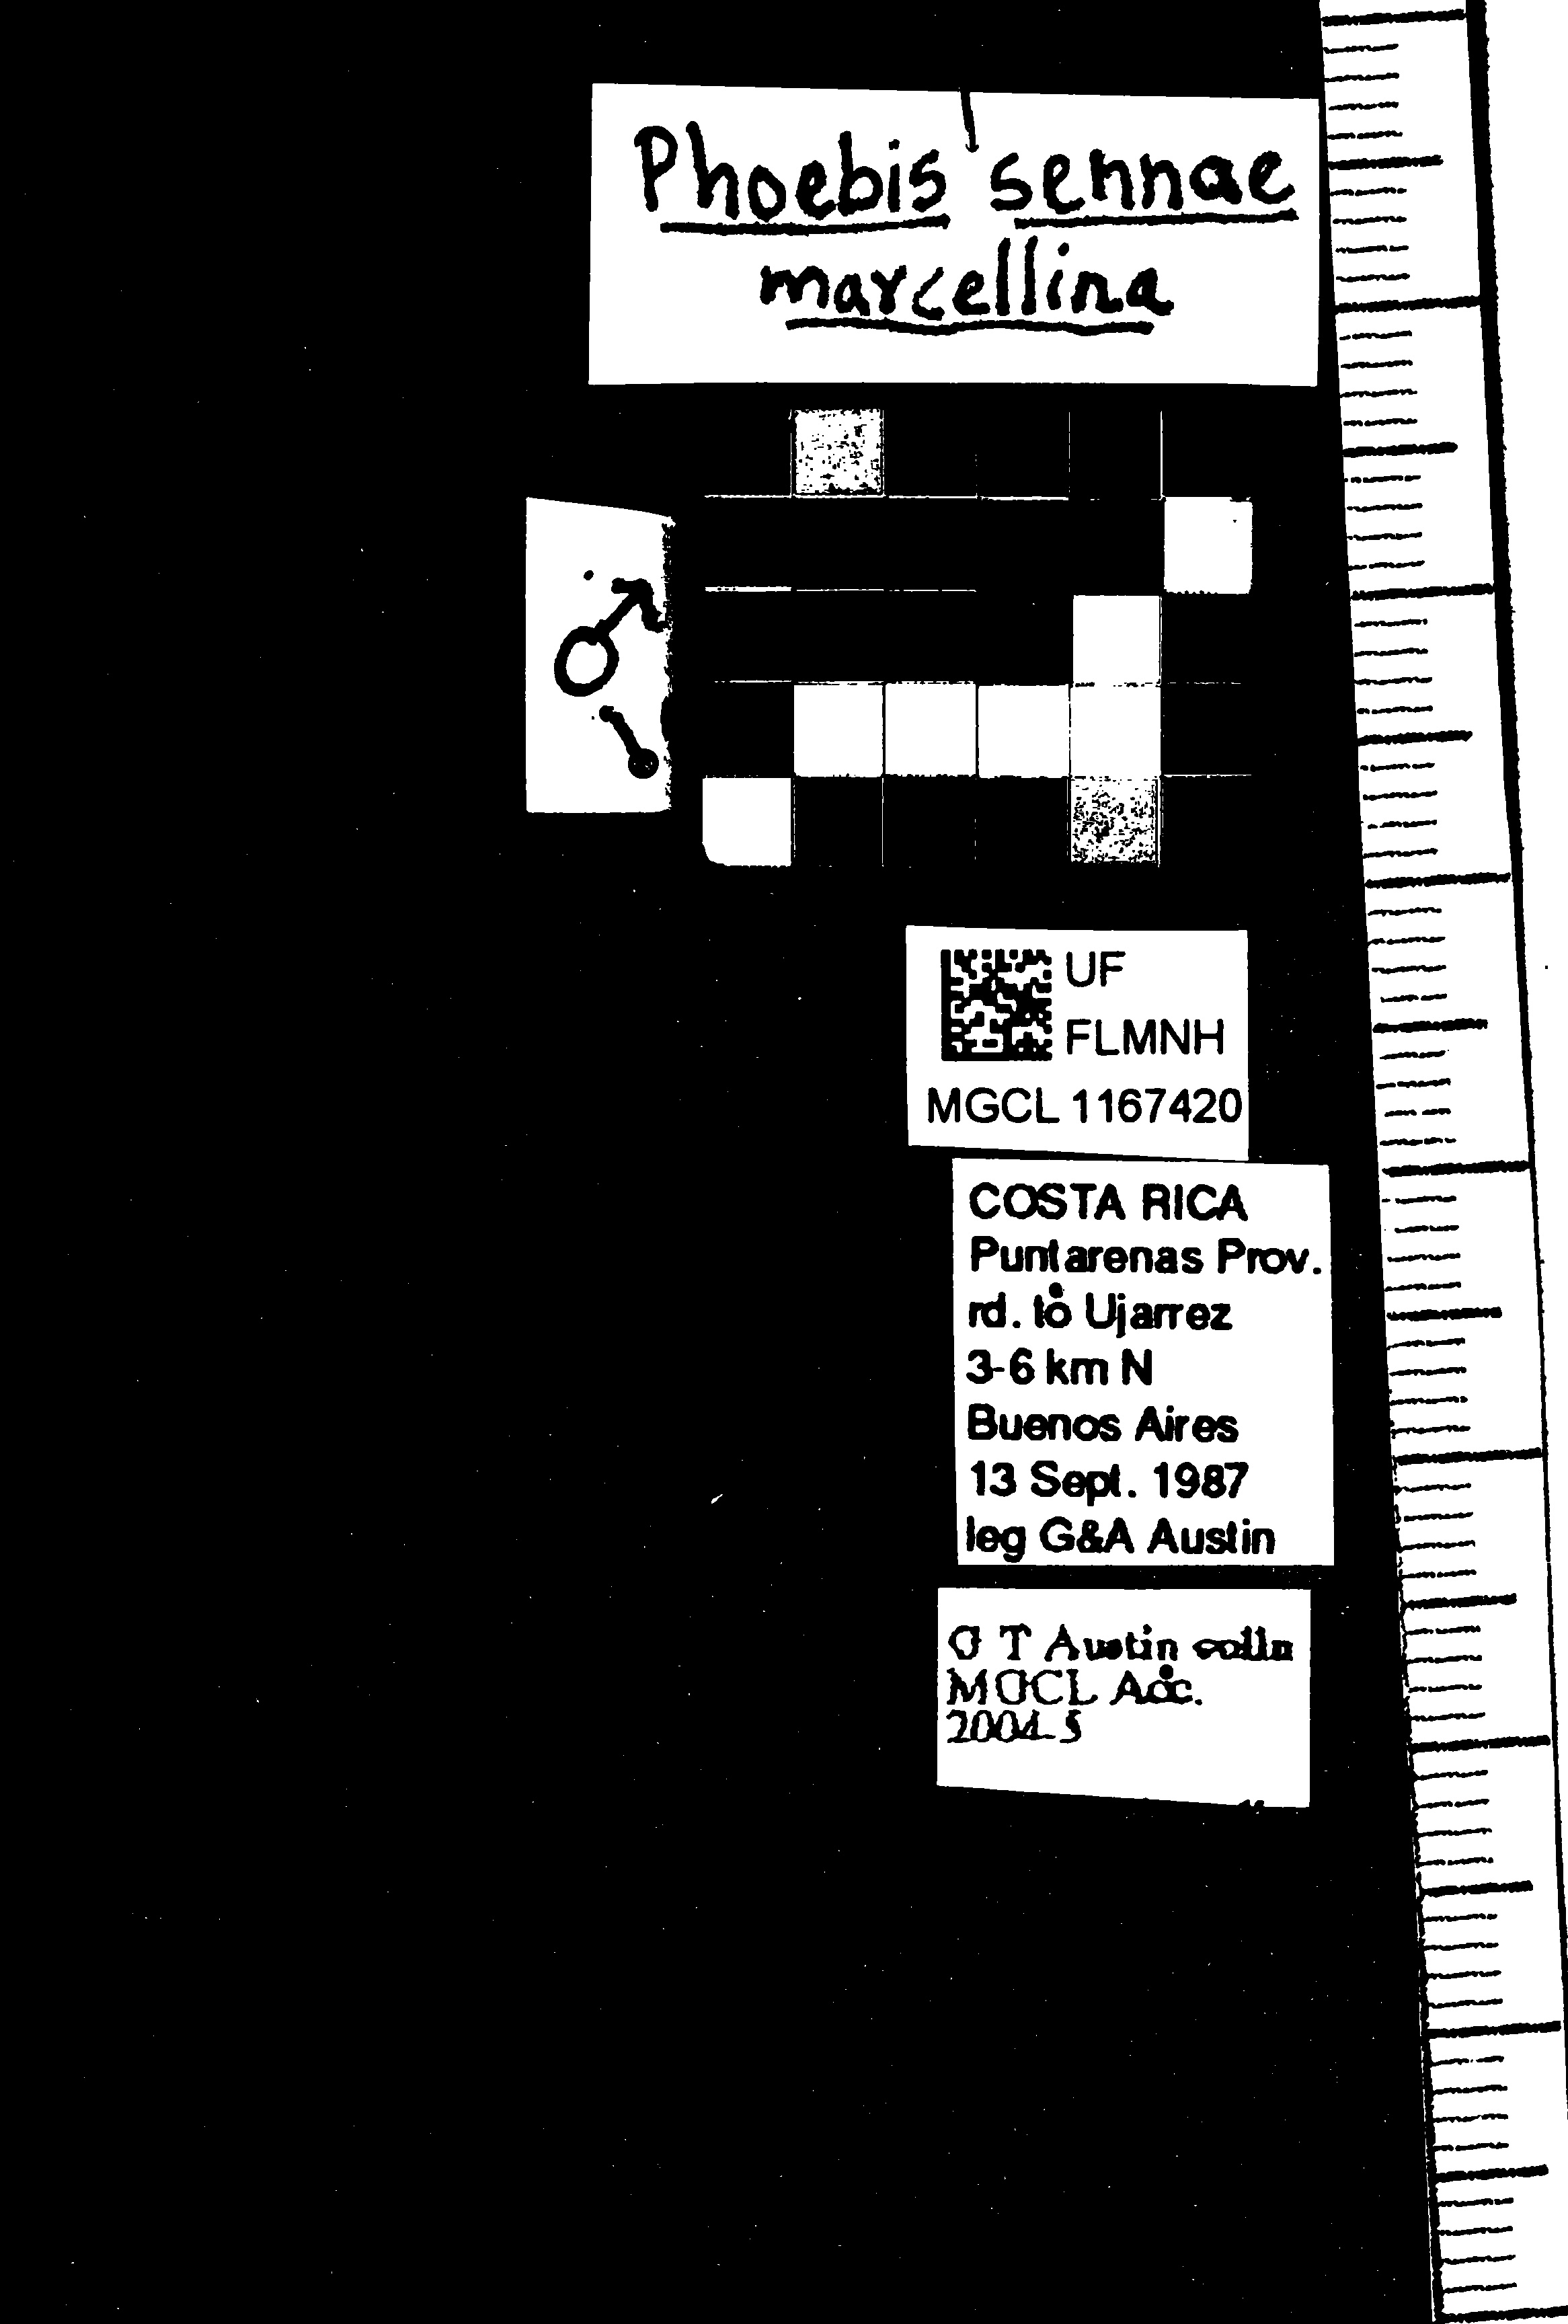 Phoebis sennae
marcellina
♂
UF
FLMNH
MGCL 1167420
COSTA RICA
Puntarenas Prov.
rd. to Ujarrez
3-6 km N
Buenos Aires
13 Sept. 1987
leg G&A Austin
G T Austin colln
MGCL Acc.
2004-5